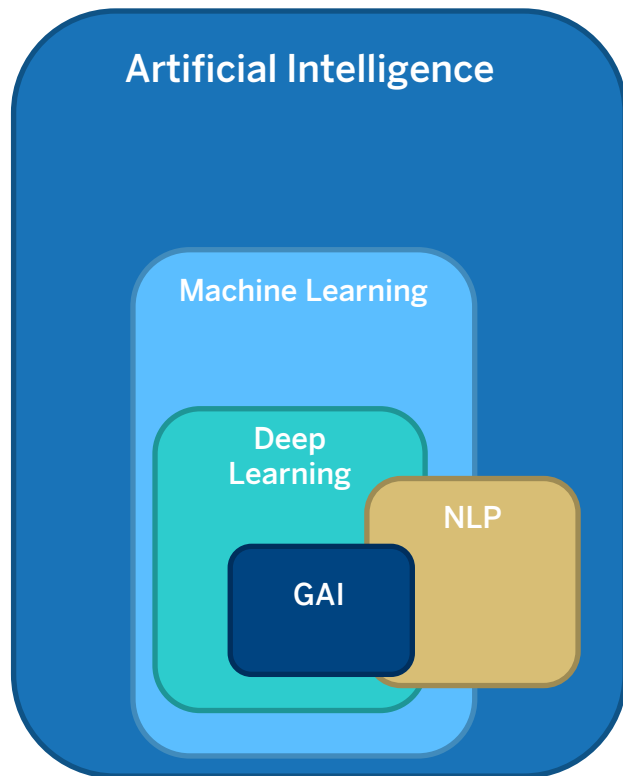 Artificial Intelligence
Machine Learning
Deep
Learning
NLP
GAI